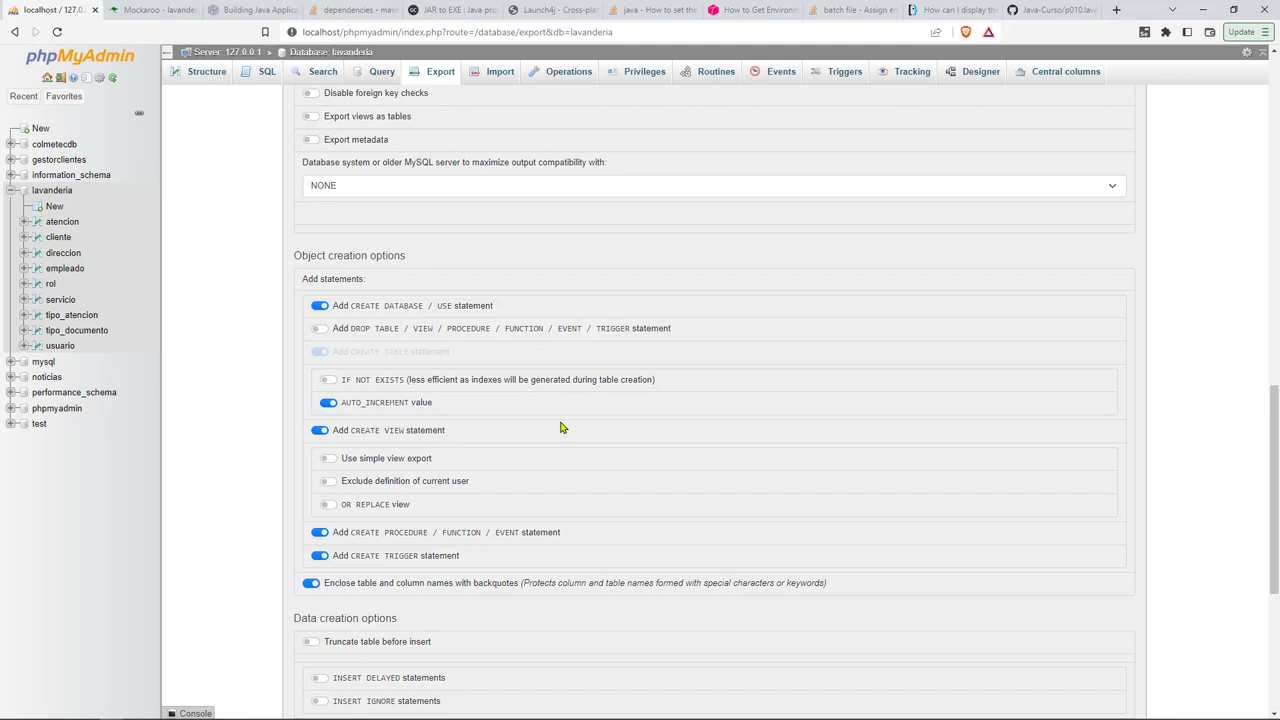 localhost / 127.0.0
Mockaroo - lavander
Building Java Applica
dependencies - mave
JAR to EXE : Java pro
Launch4j - Cross-pla
java - How to set the
How to Get Environ
batch file - Assign er
How can I display the
Java-Curso/p010.lava
localhost/phpmyadmin/index.php?route=/database/export&db=lavanderia
Update
phpMyAdmin
Server: 127.0.0.1 » Database: lavanderia
Structure SQL Search Query Export Import Operations Privileges Routines Events Triggers Tracking Designer Central columns
Recent Favorites
New
colmetecdb
gestorclientes
information_schema
lavanderia
New
atencion
cliente
direccion
empleado
rol
servicio
tipo_atencion
tipo_documento
usuario
mysql
noticias
performance_schema
phpmyadmin
test
Disable foreign key checks
Export views as tables
Export metadata
Database system or older MySQL server to maximize output compatibility with:
NONE
Object creation options
Add statements:
Add CREATE DATABASE / USE statement
Add DROP TABLE / VIEW / PROCEDURE / FUNCTION / EVENT / TRIGGER statement
Add CREATE TABLE statement
IF NOT EXISTS (less efficient as indexes will be generated during table creation)
AUTO_INCREMENT value
Add CREATE VIEW statement
Use simple view export
Exclude definition of current user
OR REPLACE view
Add CREATE PROCEDURE / FUNCTION / EVENT statement
Add CREATE TRIGGER statement
Enclose table and column names with backquotes (Protects column and table names formed with special characters or keywords)
Data creation options
Truncate table before insert
INSERT DELAYED statements
INSERT IGNORE statements
Console